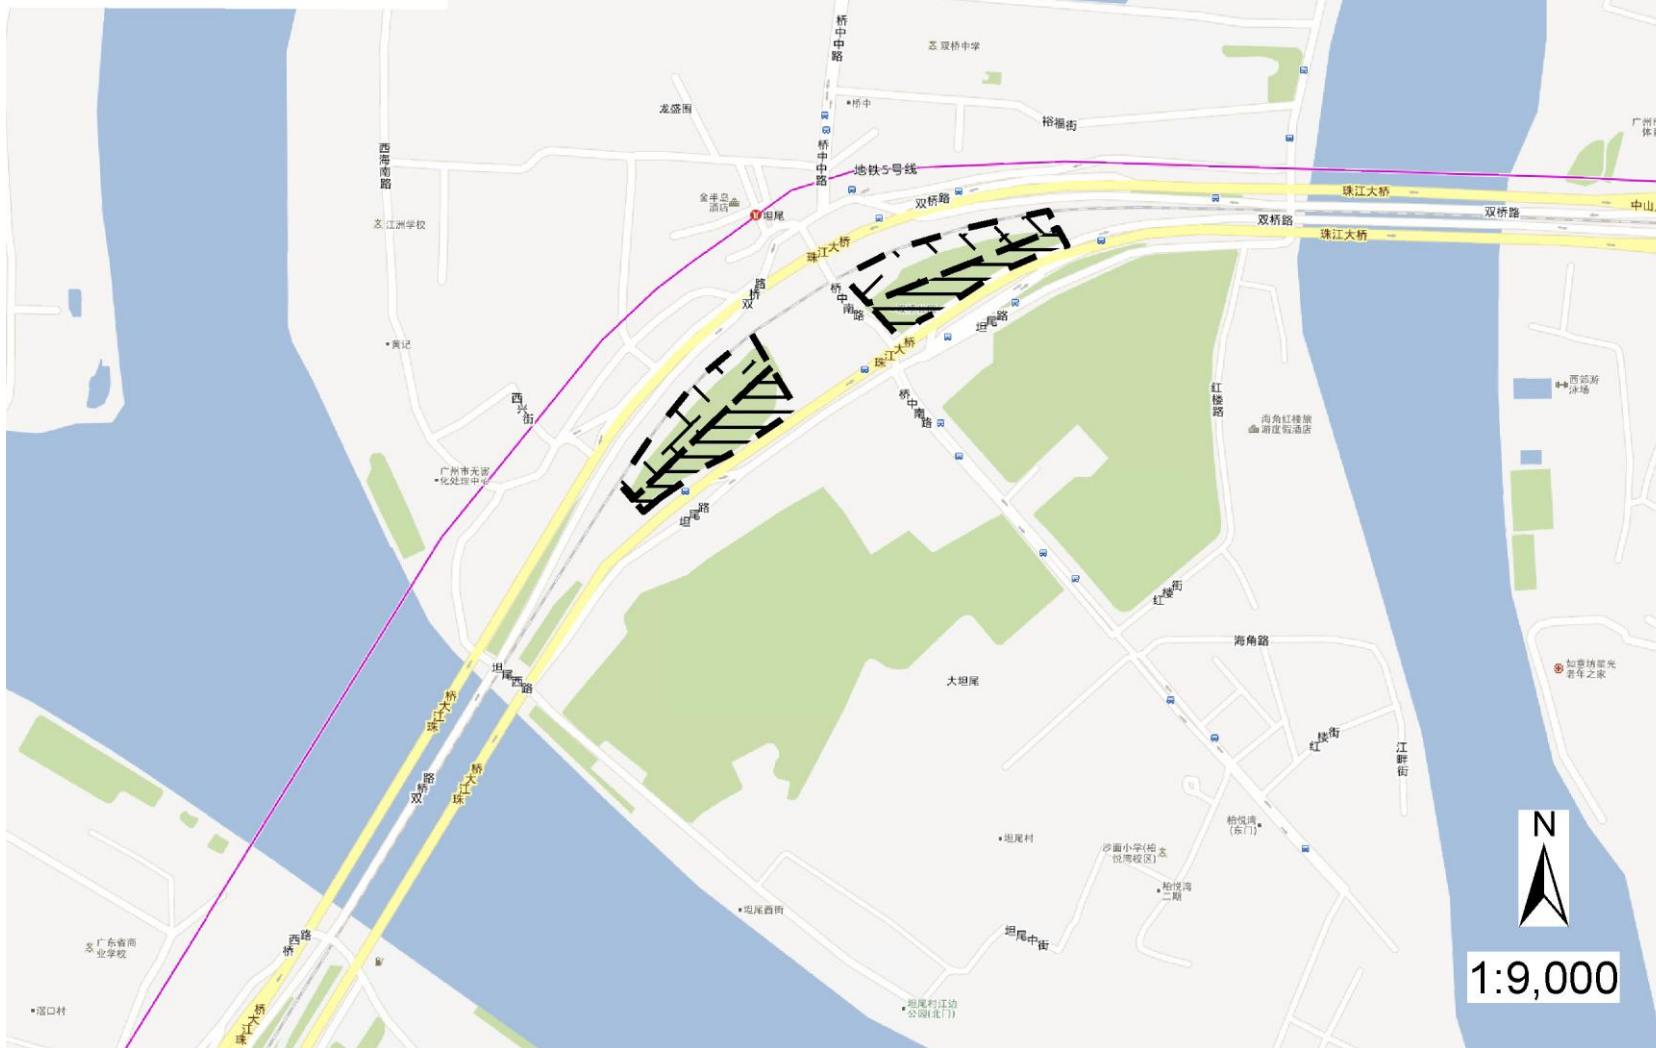 桥中中路
双桥中学
龙盛围
桥中
裕福街
西海南路
桥中中路
地铁5号线
金半岛
酒店
坦尾
双桥路
珠江大桥
中山
双桥路
双桥路
珠江大桥
江洲学校
珠江大桥
双桥路
桥中南路
坦尾路
珠江大桥
黄记
西兴街
桥中南路
红楼路
西郊游
泳场
海角红楼旅
游度假酒店
广州市无害
化处理中心
坦尾路
红楼街
海角路
坦尾西路
大坦尾
如意坊星光
老年之家
珠江大桥
双桥路
珠江大桥
红楼街
江畔街
柏悦湾
(东门)
坦尾村
沙面小学(柏
悦湾校区)
柏悦湾
二期
坦尾西街
坦尾中街
桥西路
广东省商
业学校
坦尾村江边
公园(北门)
滘口村
珠江大桥
N
1:9,000